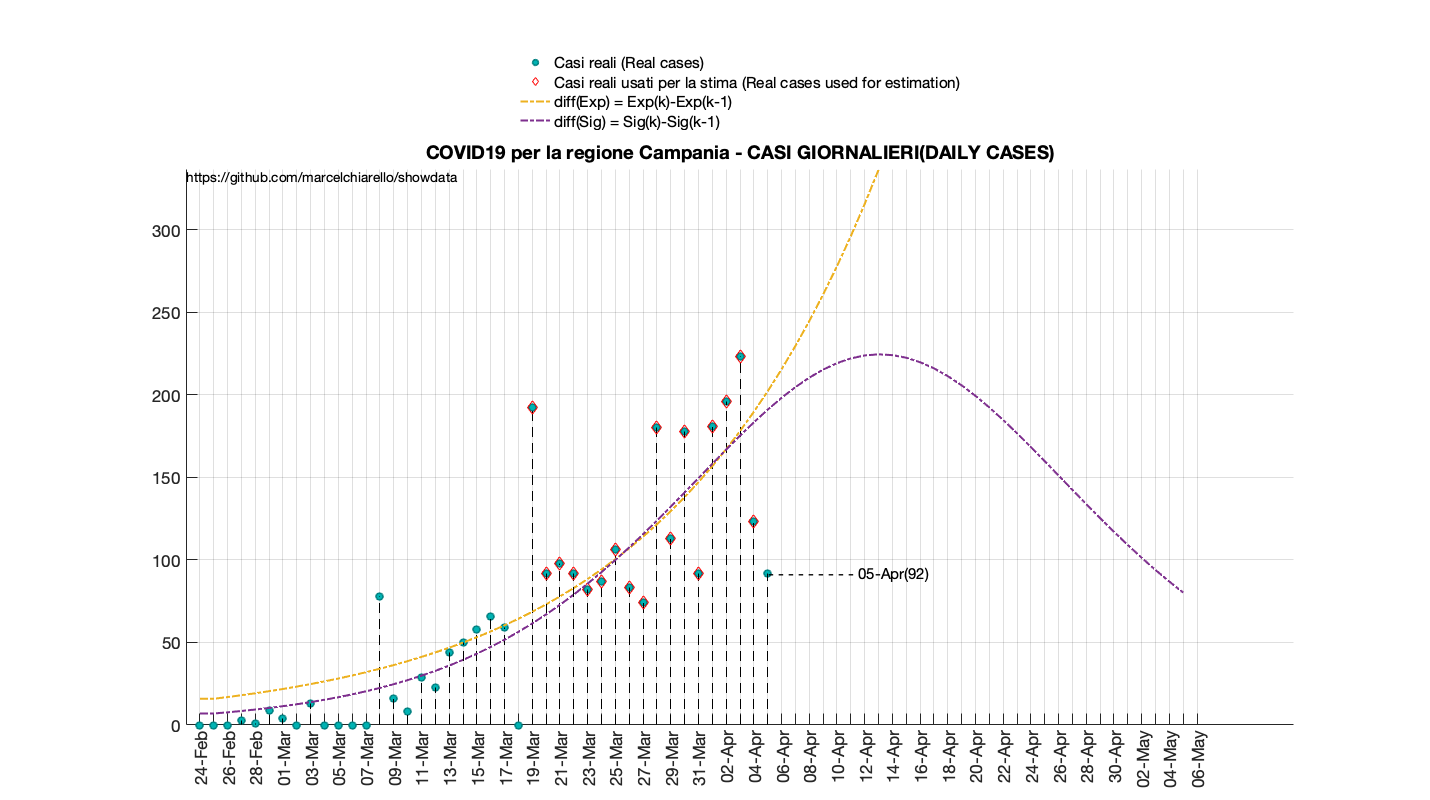 Casi reali (Real cases)
Casi reali usati per la stima (Real cases used for estimation)
diff(Exp) = Exp(k)-Exp(k-1)
diff(Sig) = Sig(k)-Sig(k-1)
COVID19 per la regione Campania - CASI GIORNALIERI(DAILY CASES)
https://github.com/marcelchiarello/showdata
300
250
200
150
100
50
0
05-Apr(92)
24-Feb
26-Feb
28-Feb
01-Mar
03-Mar
05-Mar
07-Mar
09-Mar
11-Mar
13-Mar
15-Mar
17-Mar
19-Mar
21-Mar
23-Mar
25-Mar
27-Mar
29-Mar
31-Mar
02-Apr
04-Apr
06-Apr
08-Apr
10-Apr
12-Apr
14-Apr
16-Apr
18-Apr
20-Apr
22-Apr
24-Apr
26-Apr
28-Apr
30-Apr
02-May
04-May
06-May